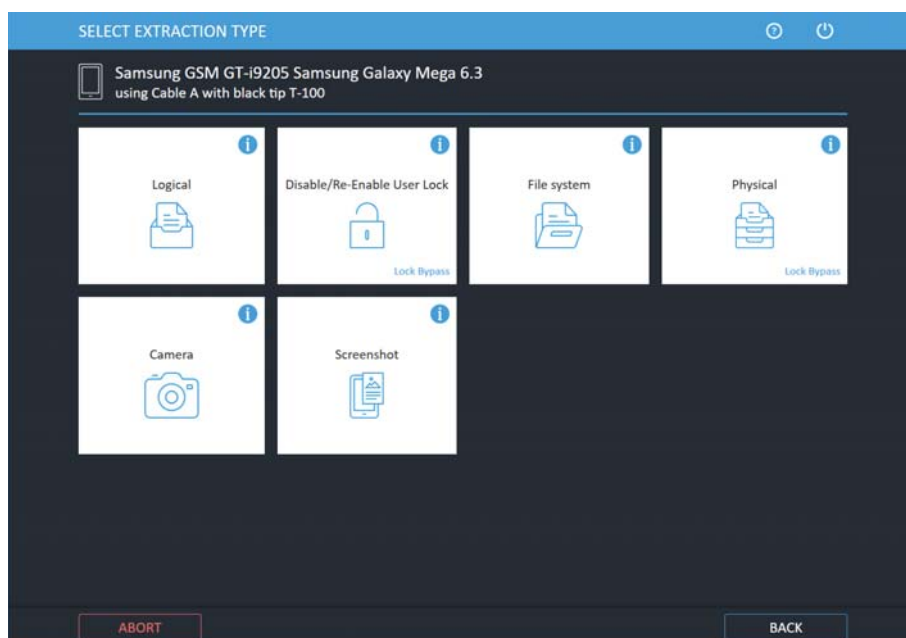 SELECT EXTRACTION TYPE
Samsung GSM GT-i9205 Samsung Galaxy Mega 6.3
using Cable A with black tip T-100
Logical
Disable/Re-Enable User Lock
Lock Bypass
File system
Physical
Lock Bypass
Camera
Screenshot
ABORT
BACK